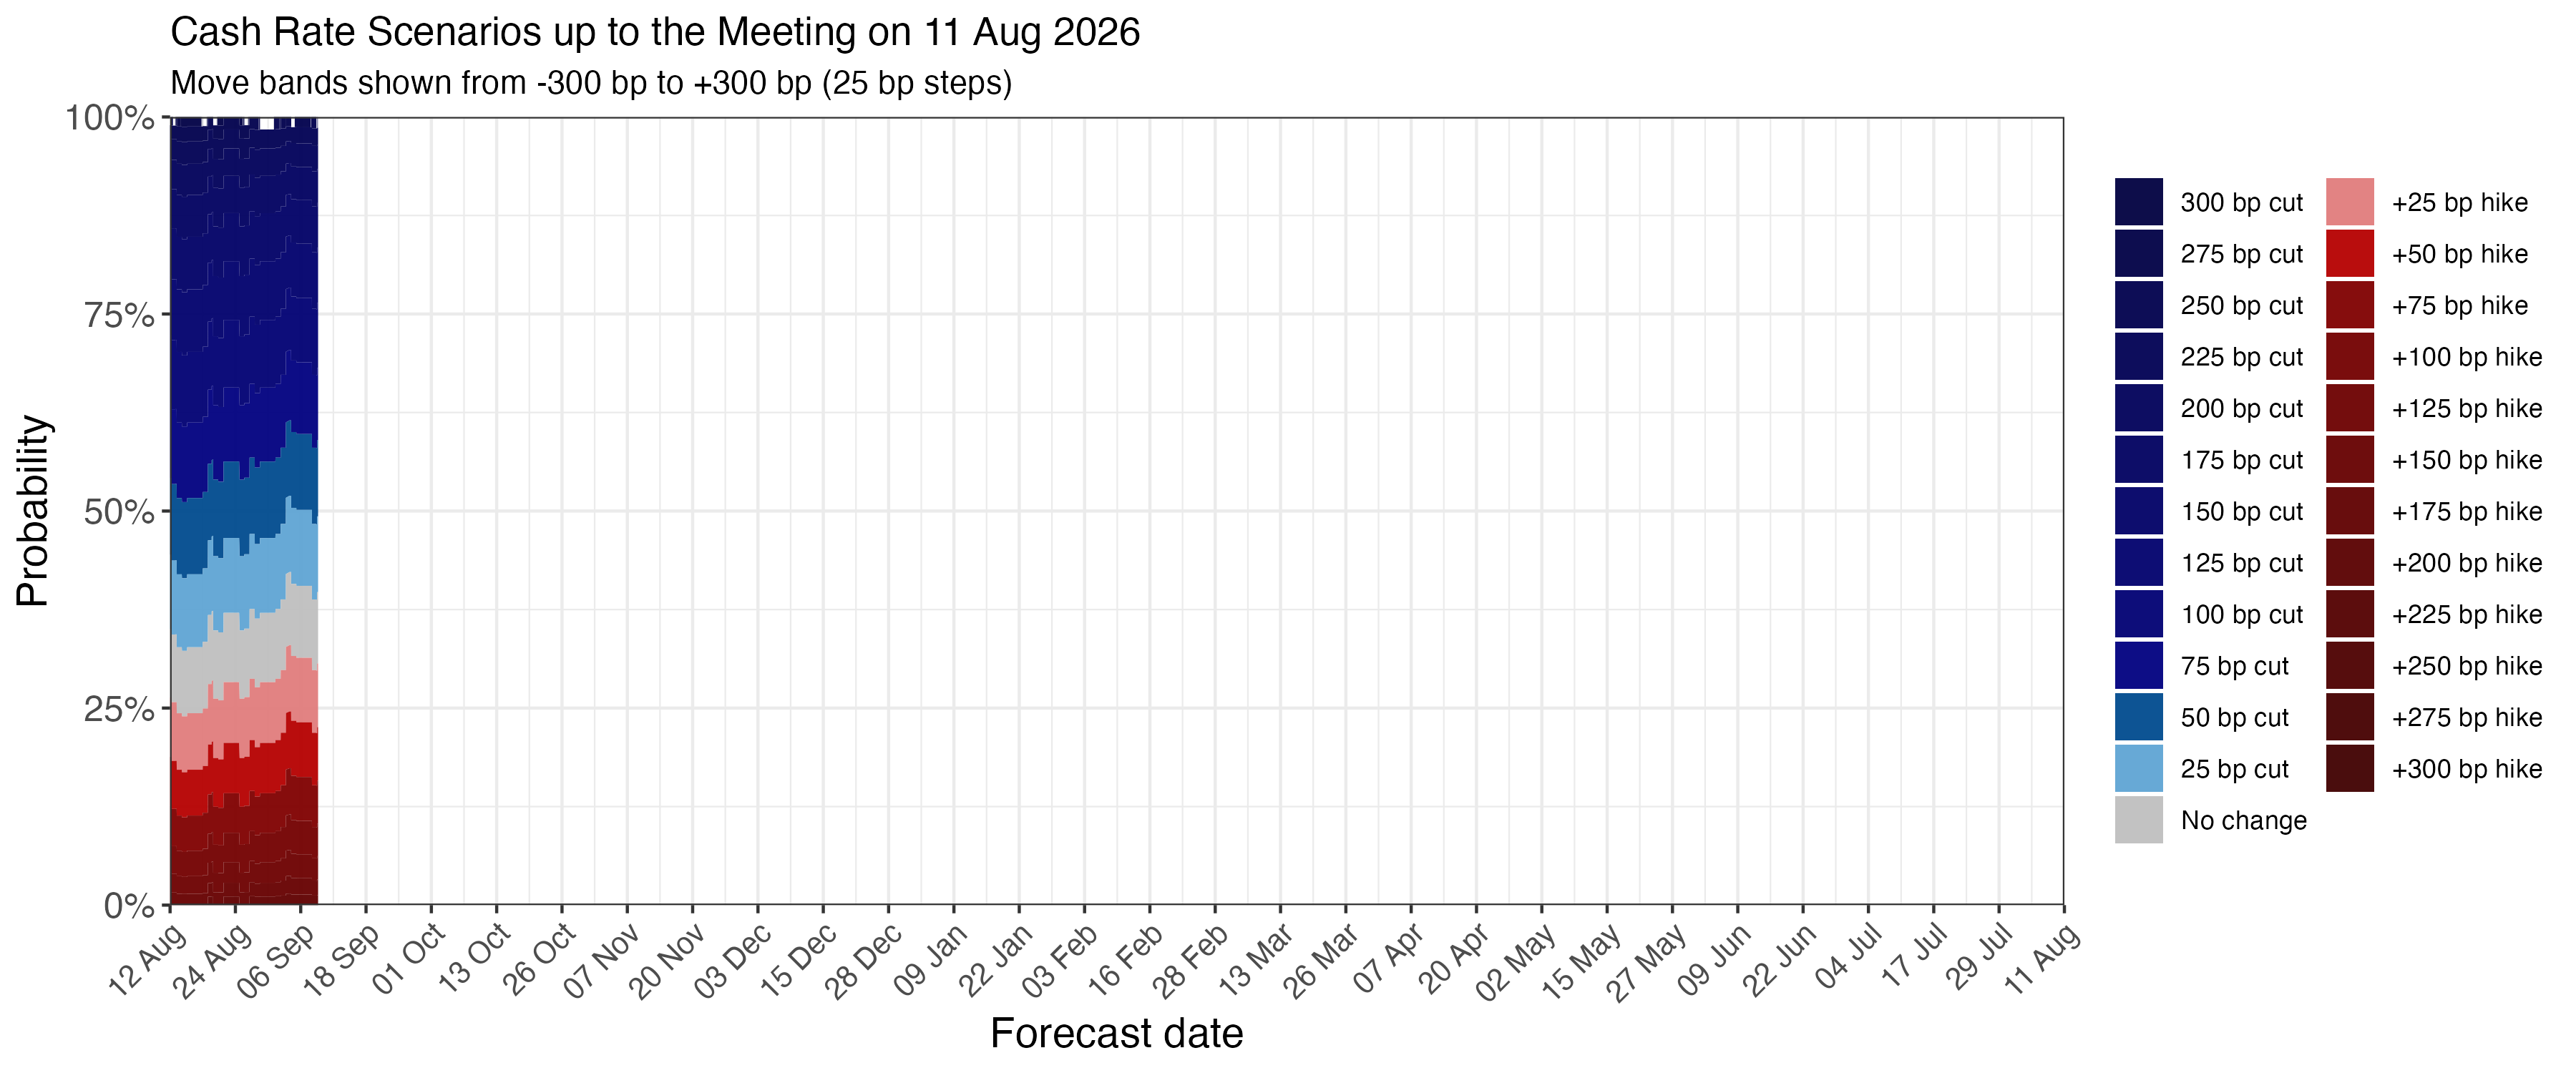 Cash Rate Scenarios up to the Meeting on 11 Aug 2026
Move bands shown from -300 bp to +300 bp (25 bp steps)
Probability
100%
75%
50%
25%
0%
12 Aug
24 Aug
06 Sep
18 Sep
01 Oct
13 Oct
26 Oct
07 Nov
20 Nov
03 Dec
15 Dec
28 Dec
09 Jan
22 Jan
03 Feb
16 Feb
28 Feb
13 Mar
26 Mar
07 Apr
20 Apr
02 May
15 May
27 May
09 Jun
22 Jun
04 Jul
17 Jul
29 Jul
11 Aug
Forecast date
300 bp cut
275 bp cut
250 bp cut
225 bp cut
200 bp cut
175 bp cut
150 bp cut
125 bp cut
100 bp cut
75 bp cut
50 bp cut
25 bp cut
No change
+25 bp hike
+50 bp hike
+75 bp hike
+100 bp hike
+125 bp hike
+150 bp hike
+175 bp hike
+200 bp hike
+225 bp hike
+250 bp hike
+275 bp hike
+300 bp hike